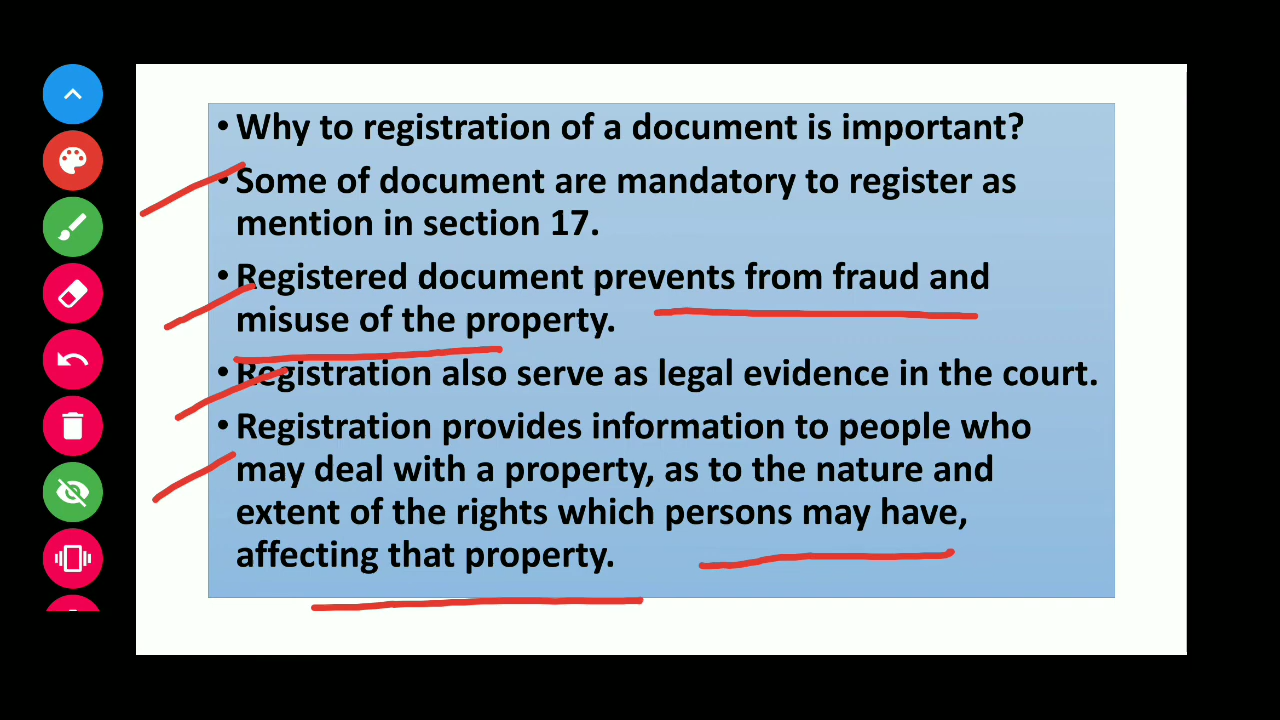 • Why to registration of a document is important?
• Some of document are mandatory to register as
mention in section 17.
• Registered document prevents from fraud and
misuse of the property.
• Registration also serve as legal evidence in the court.
• Registration provides information to people who
may deal with a property, as to the nature and
extent of the rights which persons may have,
affecting that property.